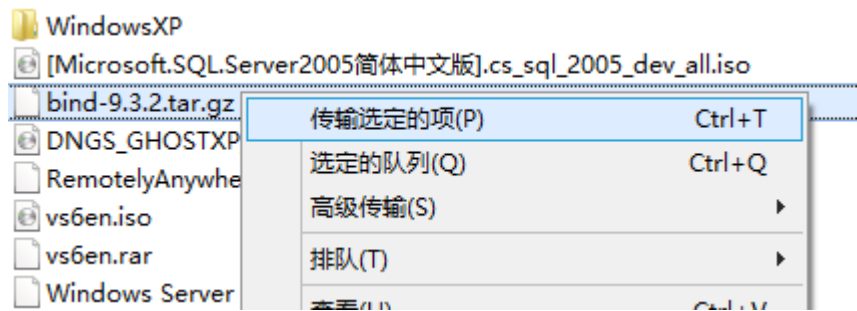 WindowsXP
[Microsoft.SQL.Server2005简体中文版].cs_sql_2005_dev_all.iso
bind-9.3.2.tar.gz
传输选定的项(P) Ctrl+T
DNGS_GHOSTXP
选定的队列(Q) Ctrl+Q
RemotelyAnywhe
高级传输(S)
vs6en.iso
vs6en.rar
排队(T)
Windows Server